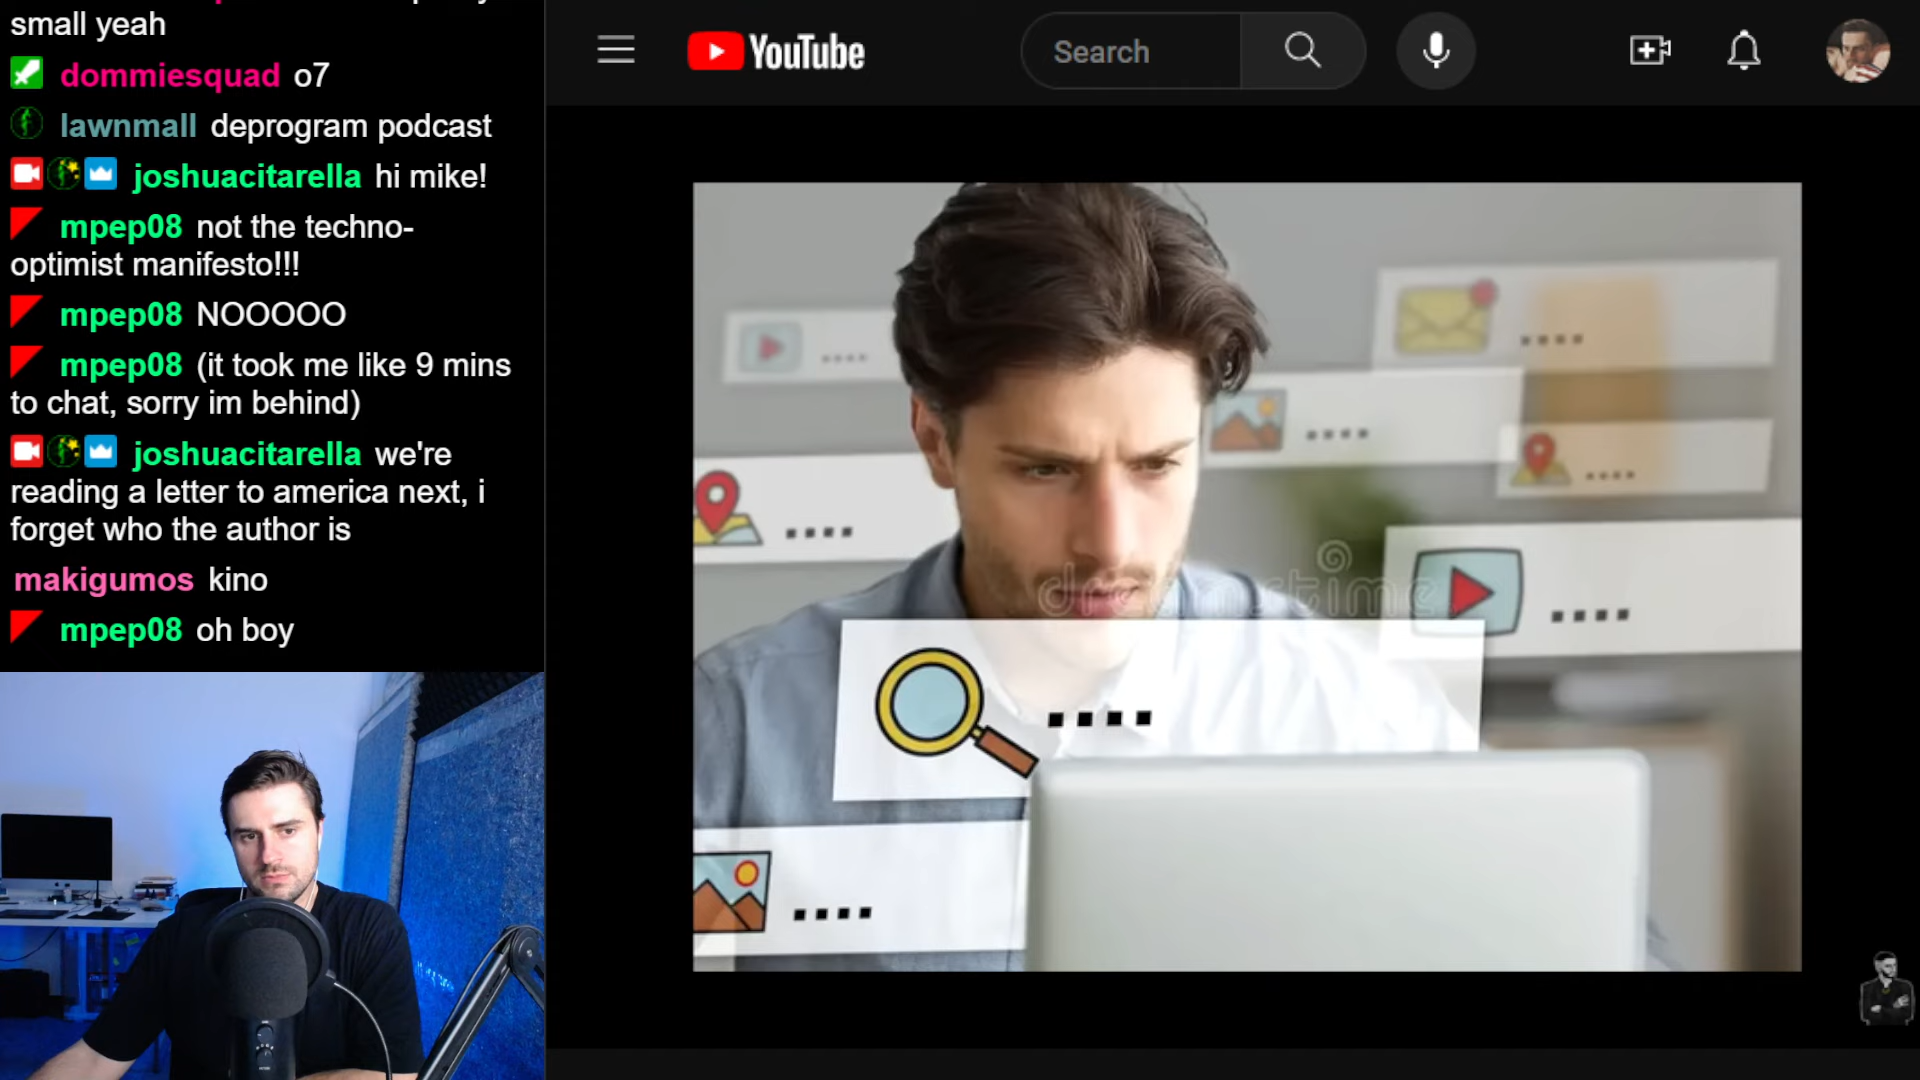 small yeah
dommiesquad o7
lawnmall deprogram podcast
joshuacitarella hi mike!
mpep08 not the techno-
optimist manifesto!!!
mpep08 NOOOOO
mpep08 (it took me like 9 mins
to chat, sorry im behind)
joshuacitarella we're
reading a letter to america next, i
forget who the author is
makigumos kino
mpep08 oh boy
YouTube
Search
dreamstime